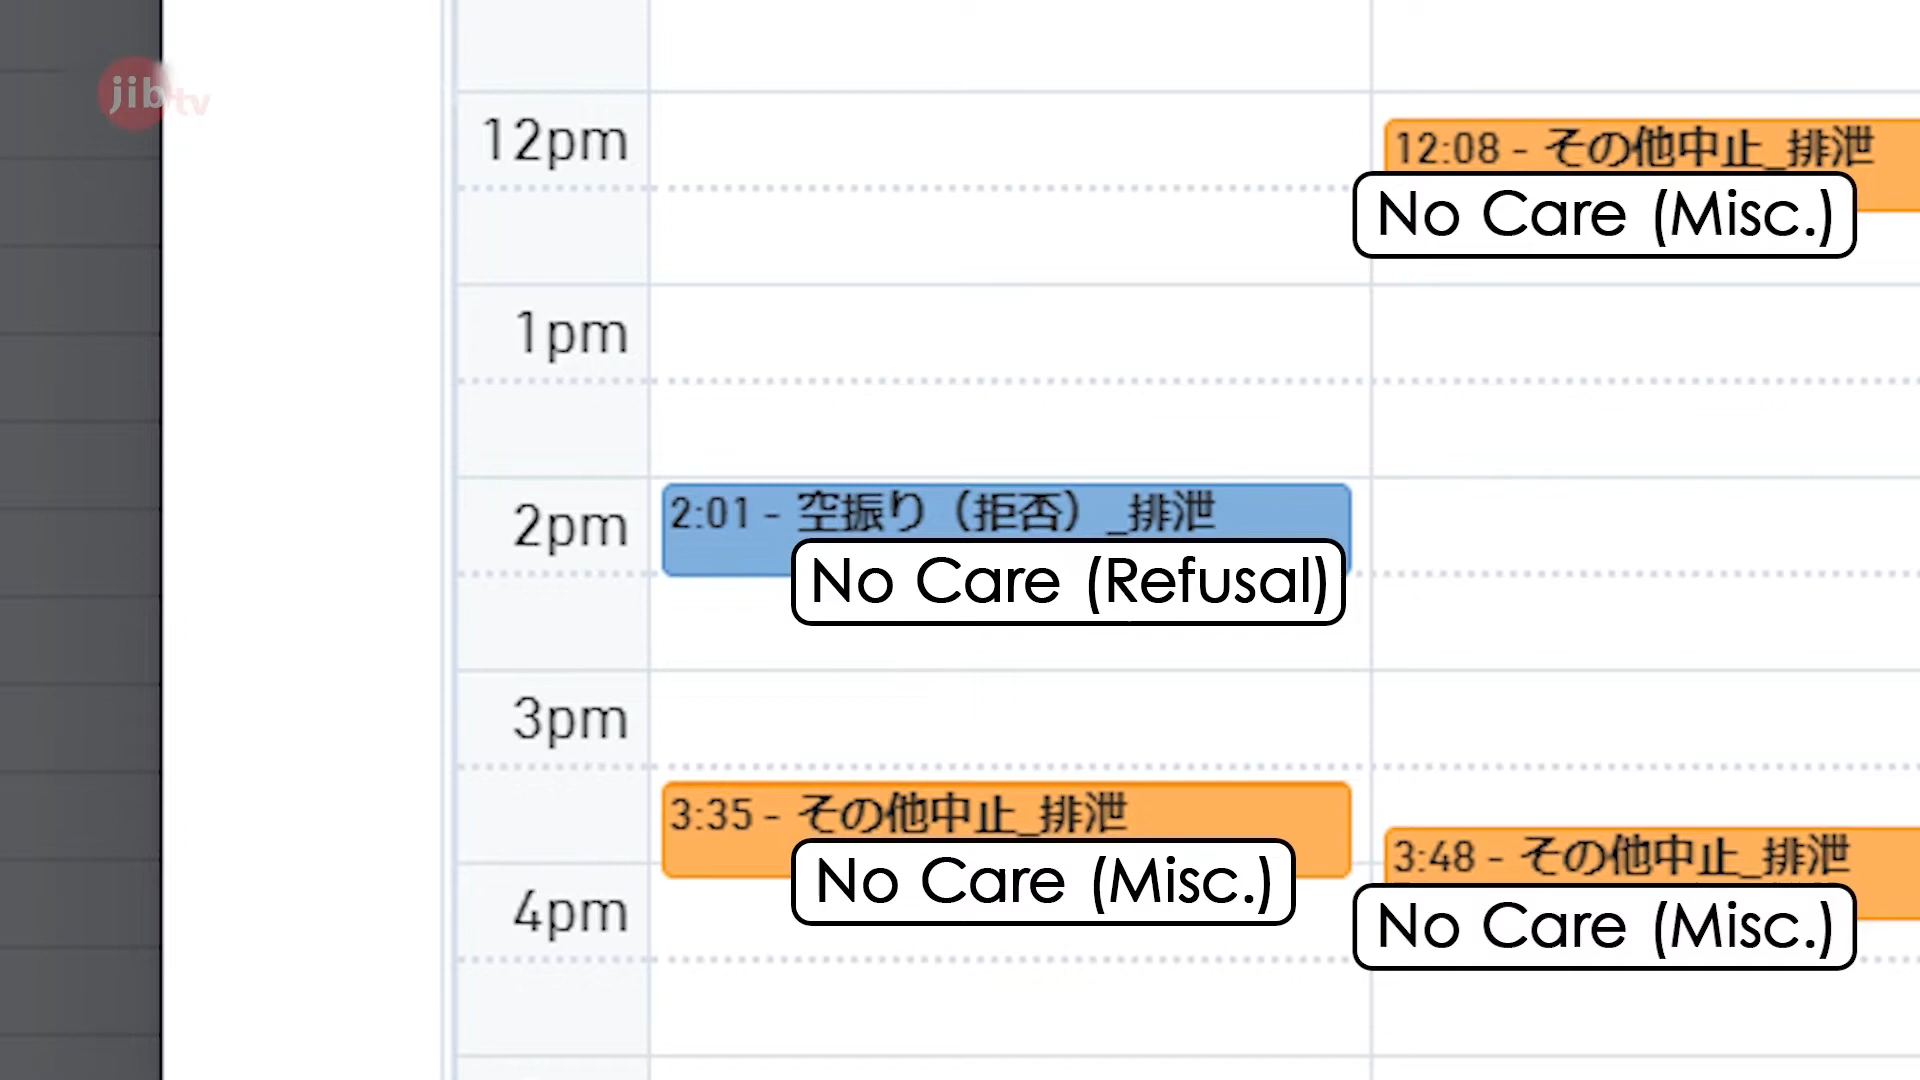 jibtv
12pm
12:08 - その他中止_排泄
No Care (Misc.)
1pm
2pm
2:01 - 空振り（拒否）_排泄
No Care (Refusal)
3pm
3:35 - その他中止_排泄
No Care (Misc.)
3:48 - その他中止_排泄
No Care (Misc.)
4pm